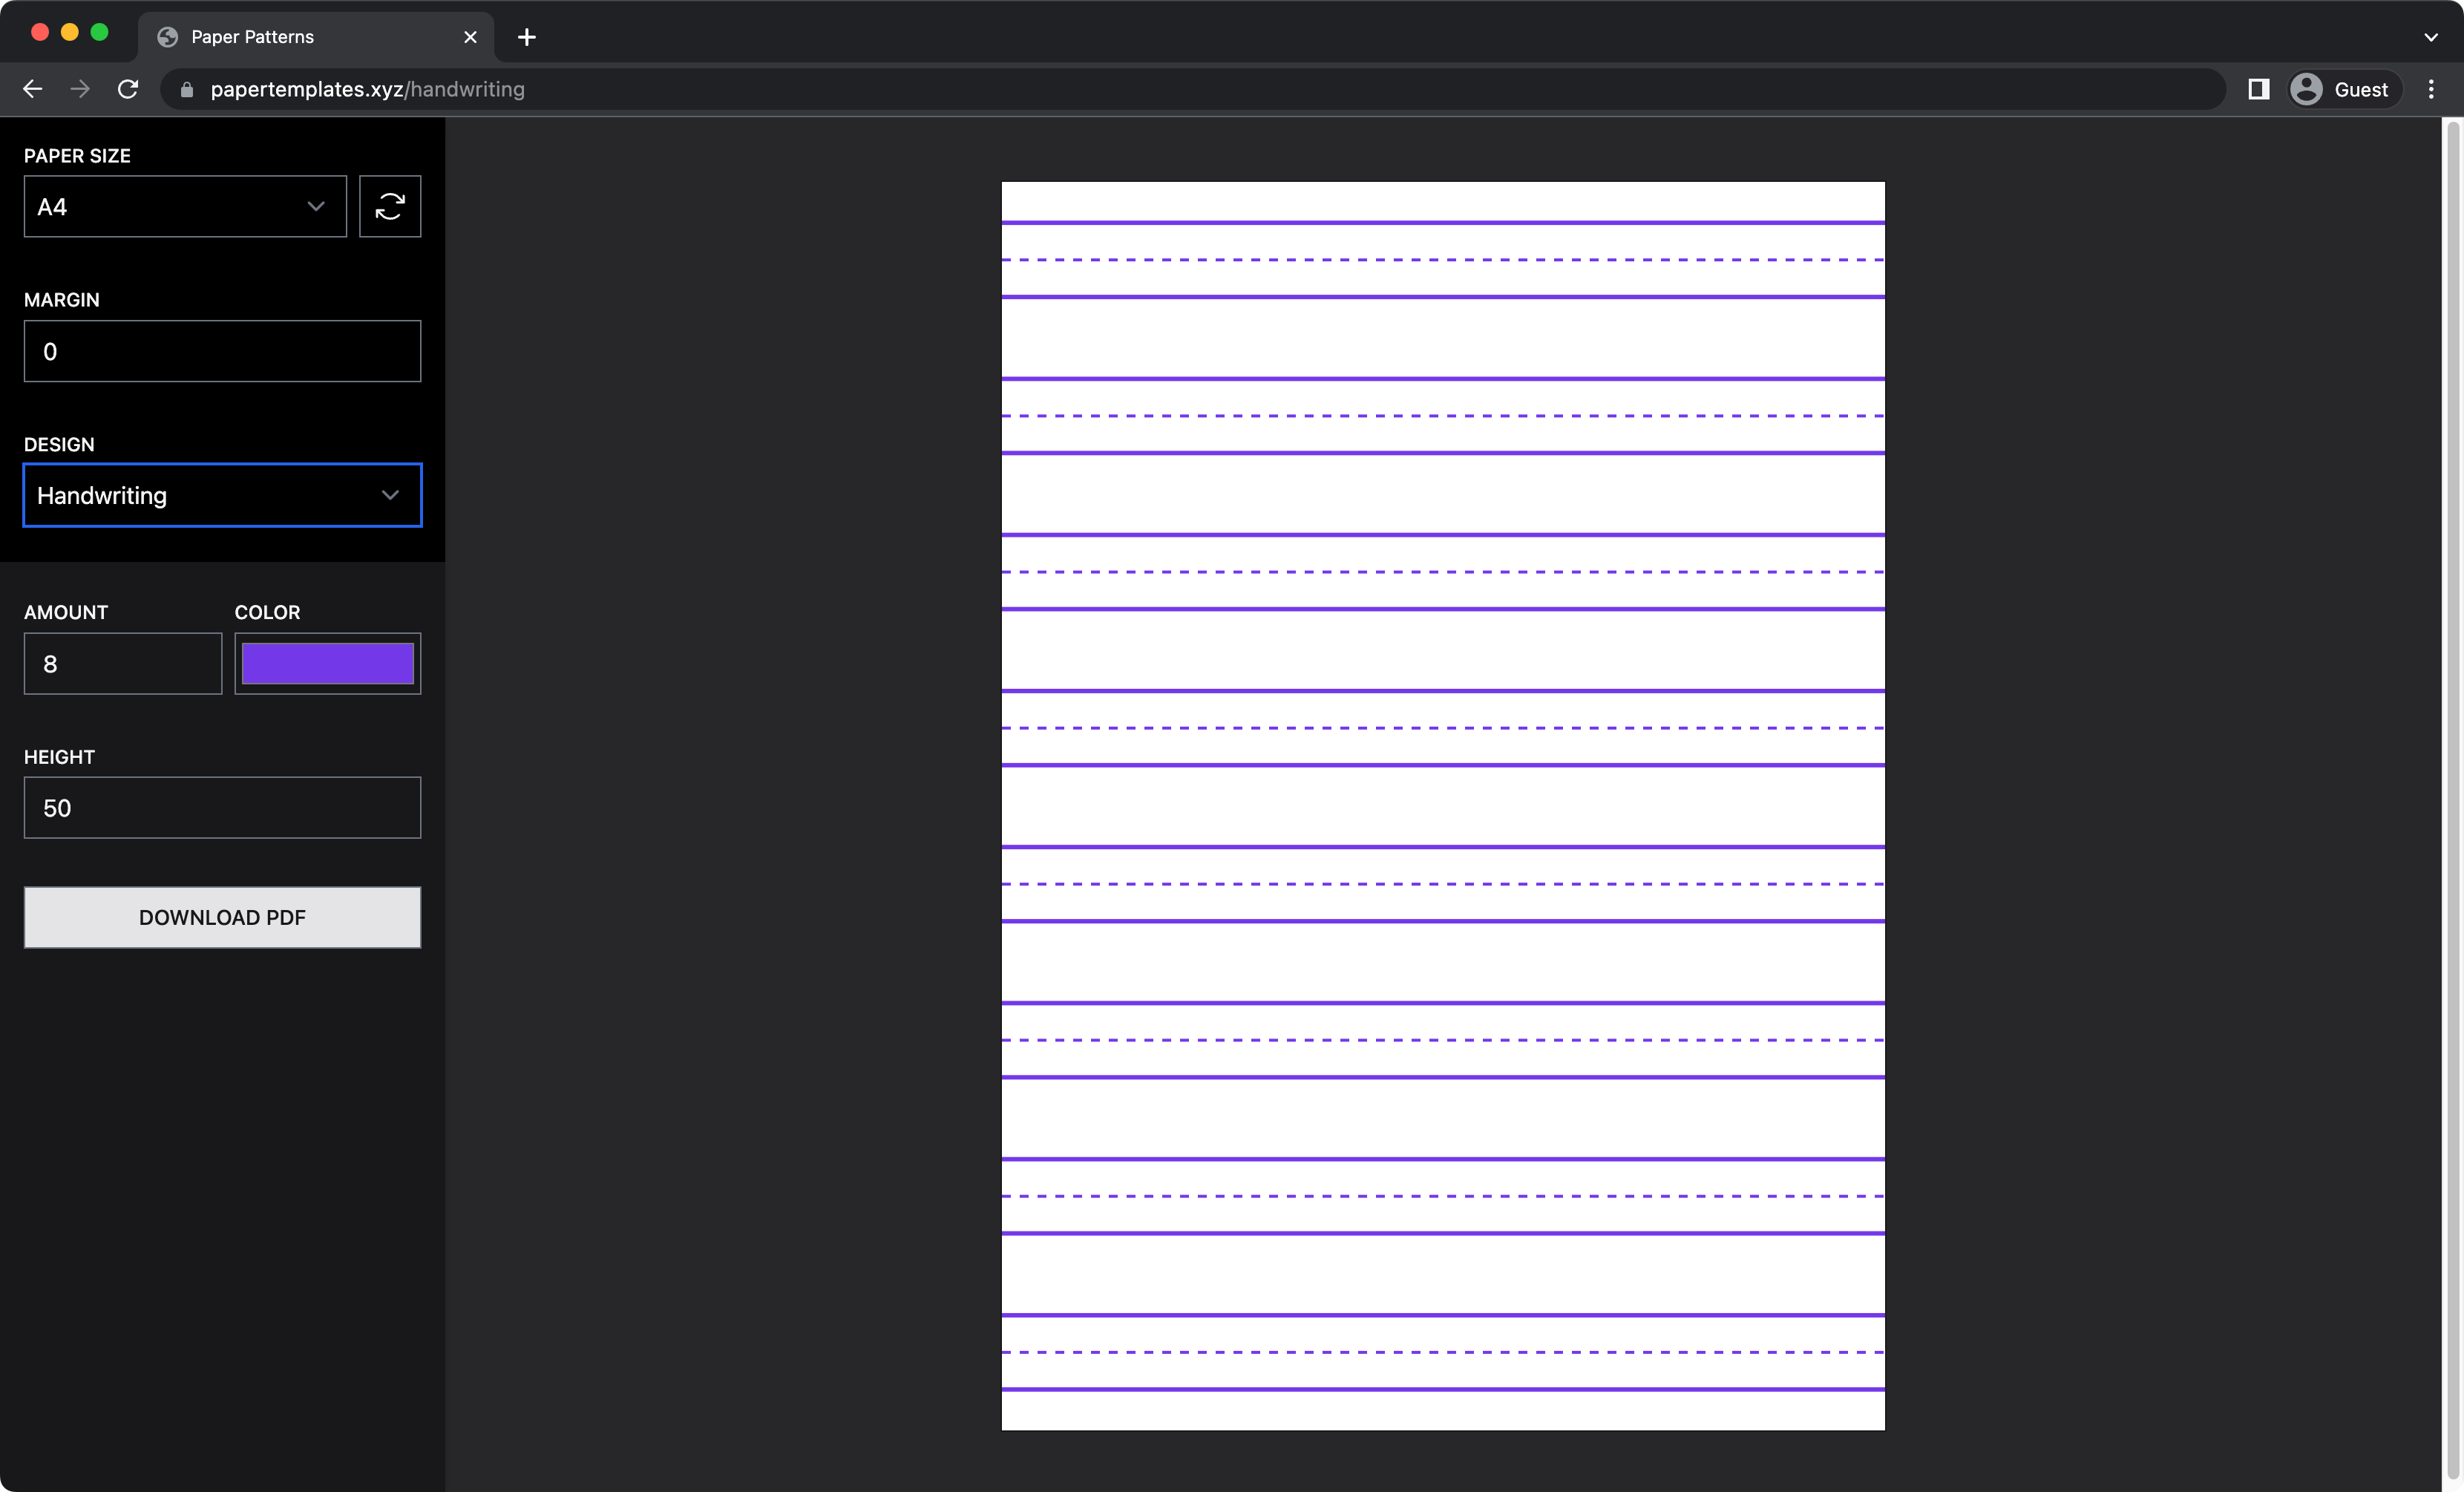 Paper Patterns
papertemplates.xyz/handwriting
Guest
PAPER SIZE
A4
MARGIN
0
DESIGN
Handwriting
AMOUNT COLOR
8
HEIGHT
50
DOWNLOAD PDF